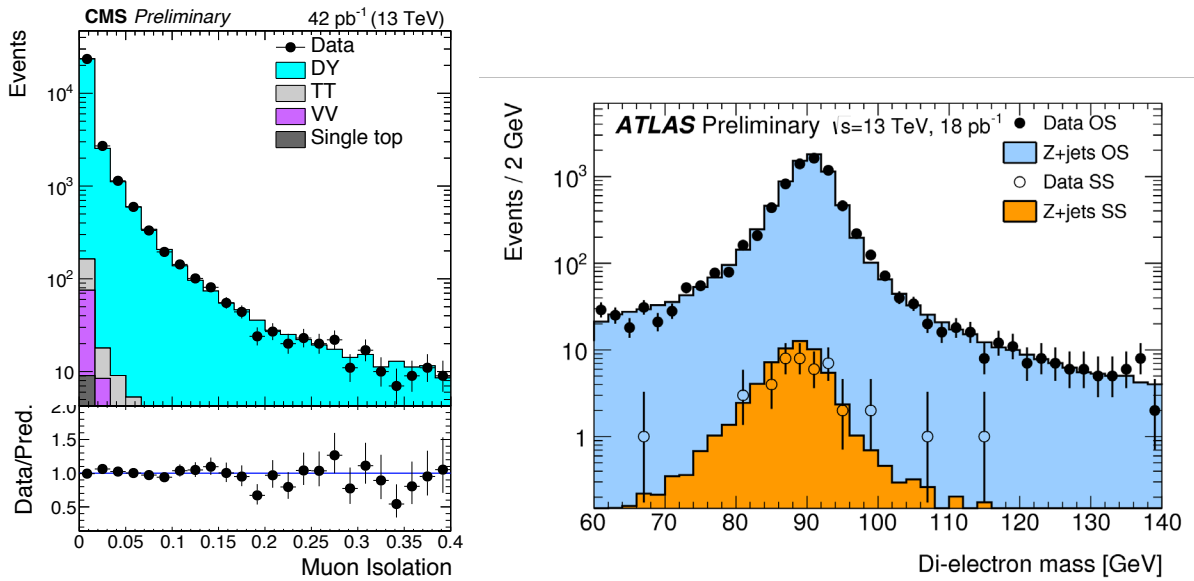 CMS Preliminary 42 pb⁻¹ (13 TeV)
Events
10⁴
10³
10²
10
Data
DY
TT
VV
Single top
Data/Pred.
2.0
1.5
1.0
0.5
0 0.05 0.1 0.15 0.2 0.25 0.3 0.35 0.4
Muon Isolation
Events / 2 GeV
10³
10²
10
1
ATLAS Preliminary √s=13 TeV, 18 pb⁻¹
Data OS
Z+jets OS
Data SS
Z+jets SS
60 70 80 90 100 110 120 130 140
Di-electron mass [GeV]